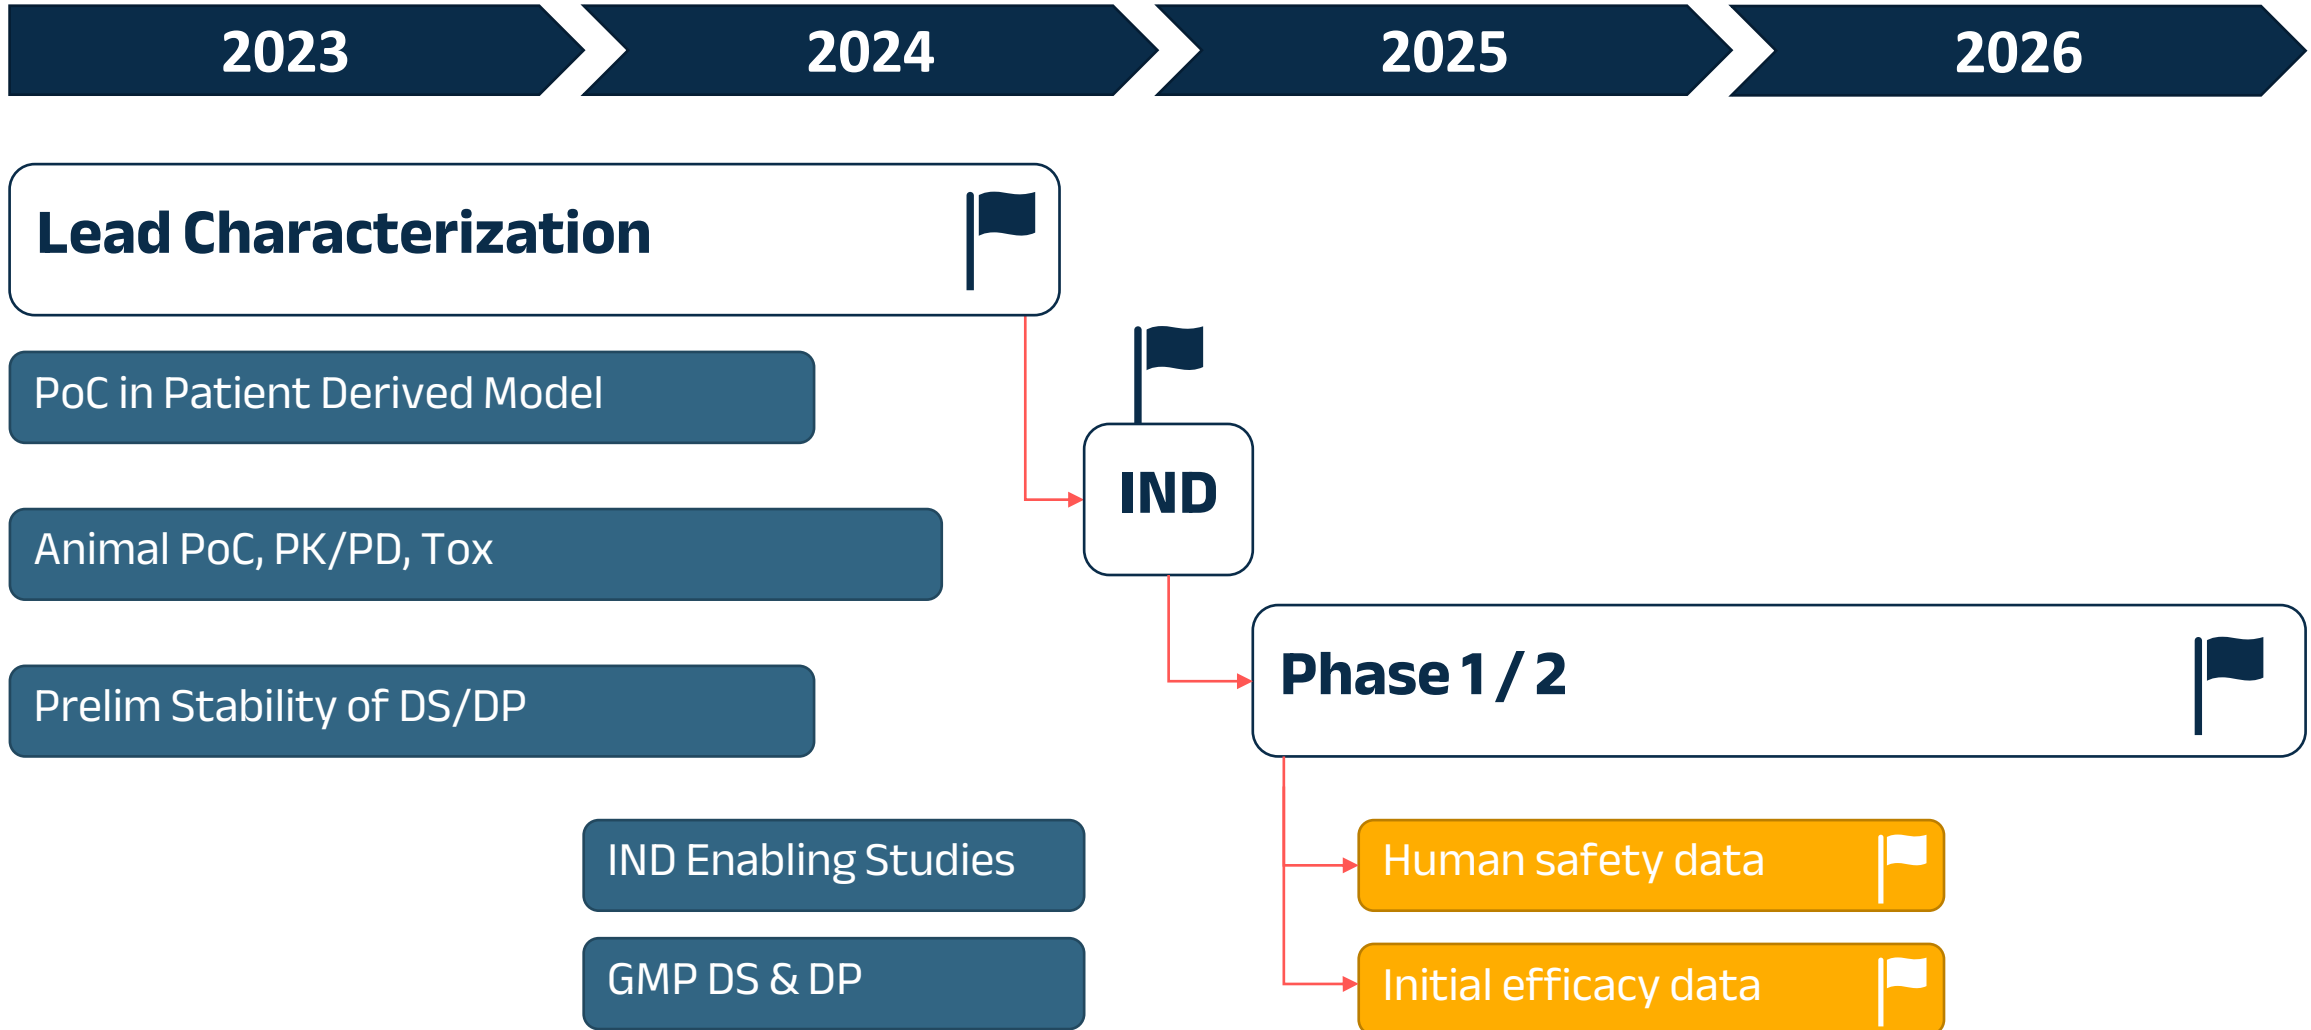 2023
2024
2025
2026
Lead Characterization
PoC in Patient Derived Model
IND
Animal PoC, PK/PD, Tox
Phase 1 / 2
Prelim Stability of DS/DP
IND Enabling Studies
Human safety data
GMP DS & DP
Initial efficacy data